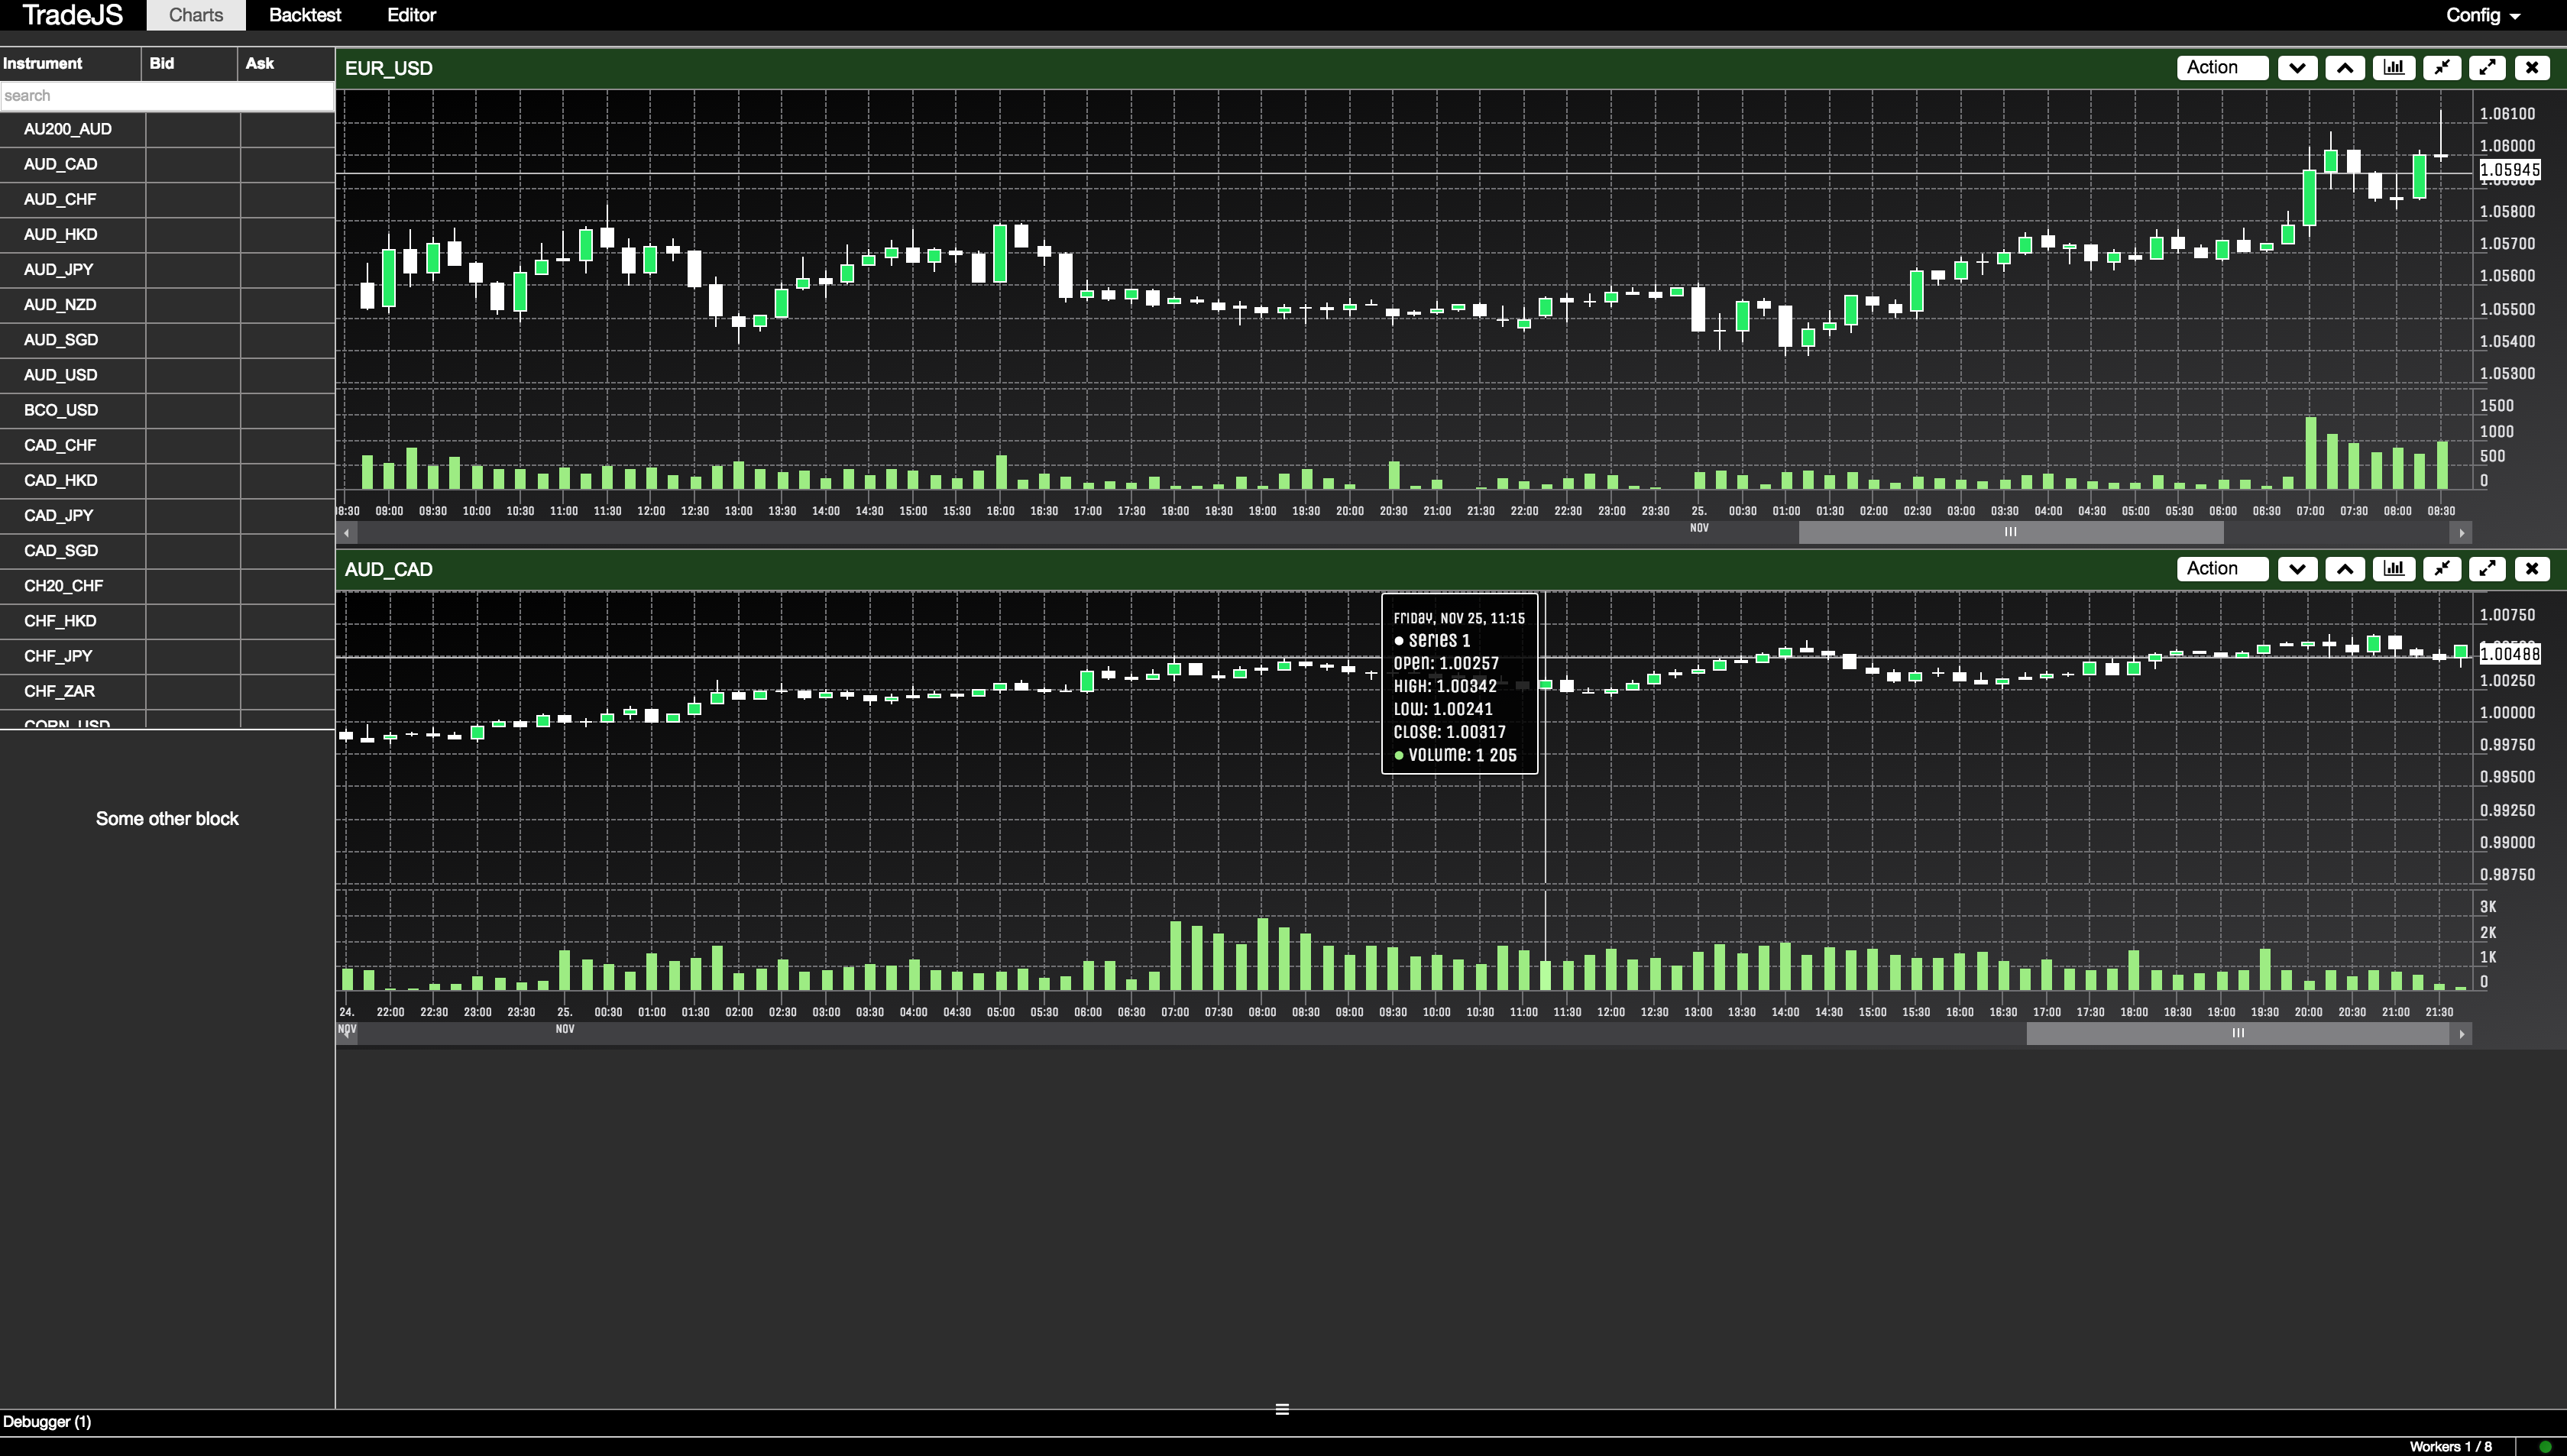 TradeJS Charts Backtest Editor Config
Instrument Bid Ask
search
AU200_AUD
AUD_CAD
AUD_CHF
AUD_HKD
AUD_JPY
AUD_NZD
AUD_SGD
AUD_USD
BCO_USD
CAD_CHF
CAD_HKD
CAD_JPY
CAD_SGD
CH20_CHF
CHF_HKD
CHF_JPY
CHF_ZAR
CORN_USD
Some other block
EUR_USD Action
1.06100
1.06000
1.05945
1.05800
1.05700
1.05600
1.05500
1.05400
1.05300
1500
1000
500
0
08:30 09:00 09:30 10:00 10:30 11:00 11:30 12:00 12:30 13:00 13:30 14:00 14:30 15:00 15:30 16:00 16:30 17:00 17:30 18:00 18:30 19:00 19:30 20:00 20:30 21:00 21:30 22:00 22:30 23:00 23:30 25. 00:30 01:00 01:30 02:00 02:30 03:00 03:30 04:00 04:30 05:00 05:30 06:00 06:30 07:00 07:30 08:00 08:30
NOV
AUD_CAD Action
Friday, Nov 25, 11:15
Series 1
Open: 1.00257
High: 1.00342
Low: 1.00241
Close: 1.00317
Volume: 1 205
1.00750
1.00488
1.00250
1.00000
0.99750
0.99500
0.99250
0.99000
0.98750
3K
2K
1K
0
24. 22:00 22:30 23:00 23:30 25. 00:30 01:00 01:30 02:00 02:30 03:00 03:30 04:00 04:30 05:00 05:30 06:00 06:30 07:00 07:30 08:00 08:30 09:00 09:30 10:00 10:30 11:00 11:30 12:00 12:30 13:00 13:30 14:00 14:30 15:00 15:30 16:00 16:30 17:00 17:30 18:00 18:30 19:00 19:30 20:00 20:30 21:00 21:30
NOV NOV
Debugger (1)
Workers 1 / 8